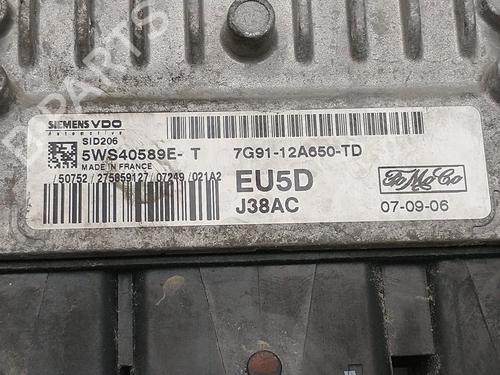 SIEMENS VDO
Automotive
SID206
5WS40589E- T
MADE IN FRANCE
/50752/275859127/07249/021A2
7G91-12A650-TD
EU5D
J38AC
FoMoCo
07-09-06
B-PARTS